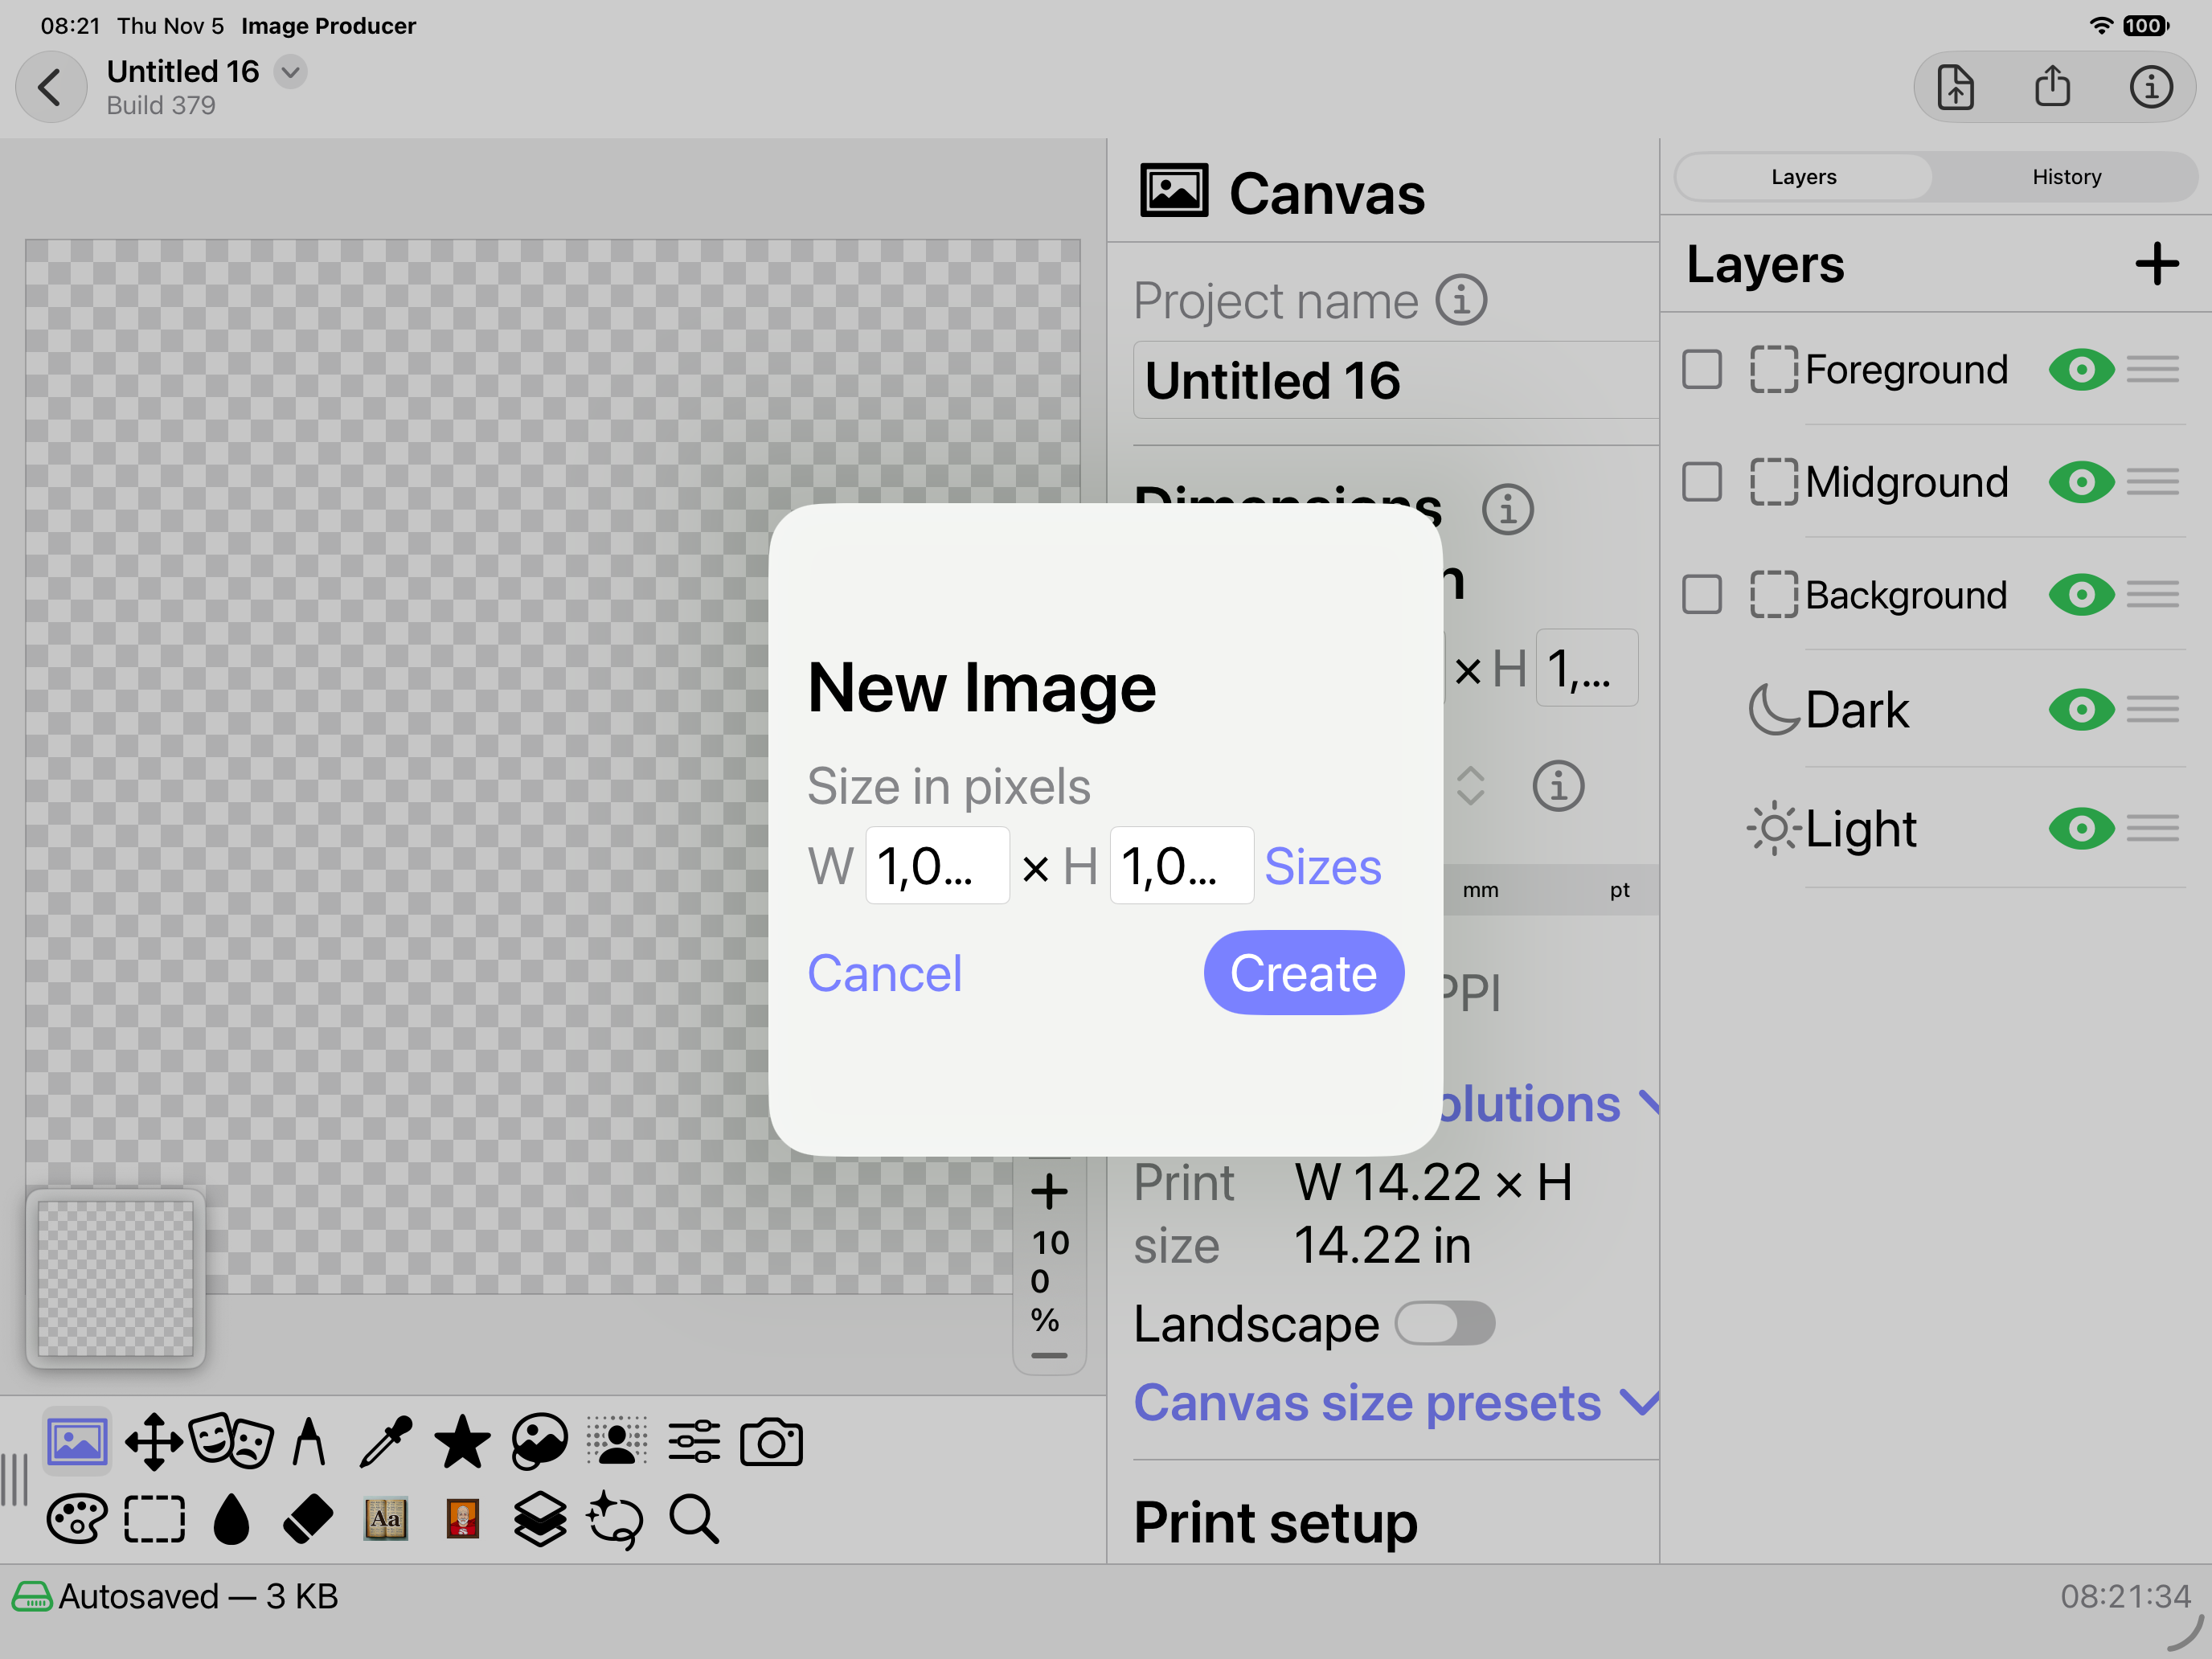 08:21 Thu Nov 5 Image Producer
100
Untitled 16
Build 379
Canvas
Project name
Untitled 16
Dimensions
× H 1,...
mm pt
PPI
Print size W 14.22 × H 14.22 in
Landscape
Canvas size presets
Print setup
New Image
Size in pixels
W 1,0... × H 1,0... Sizes
Cancel Create
+
100%
Layers History
Layers
Foreground
Midground
Background
Dark
Light
Aa
Autosaved — 3 KB
08:21:34